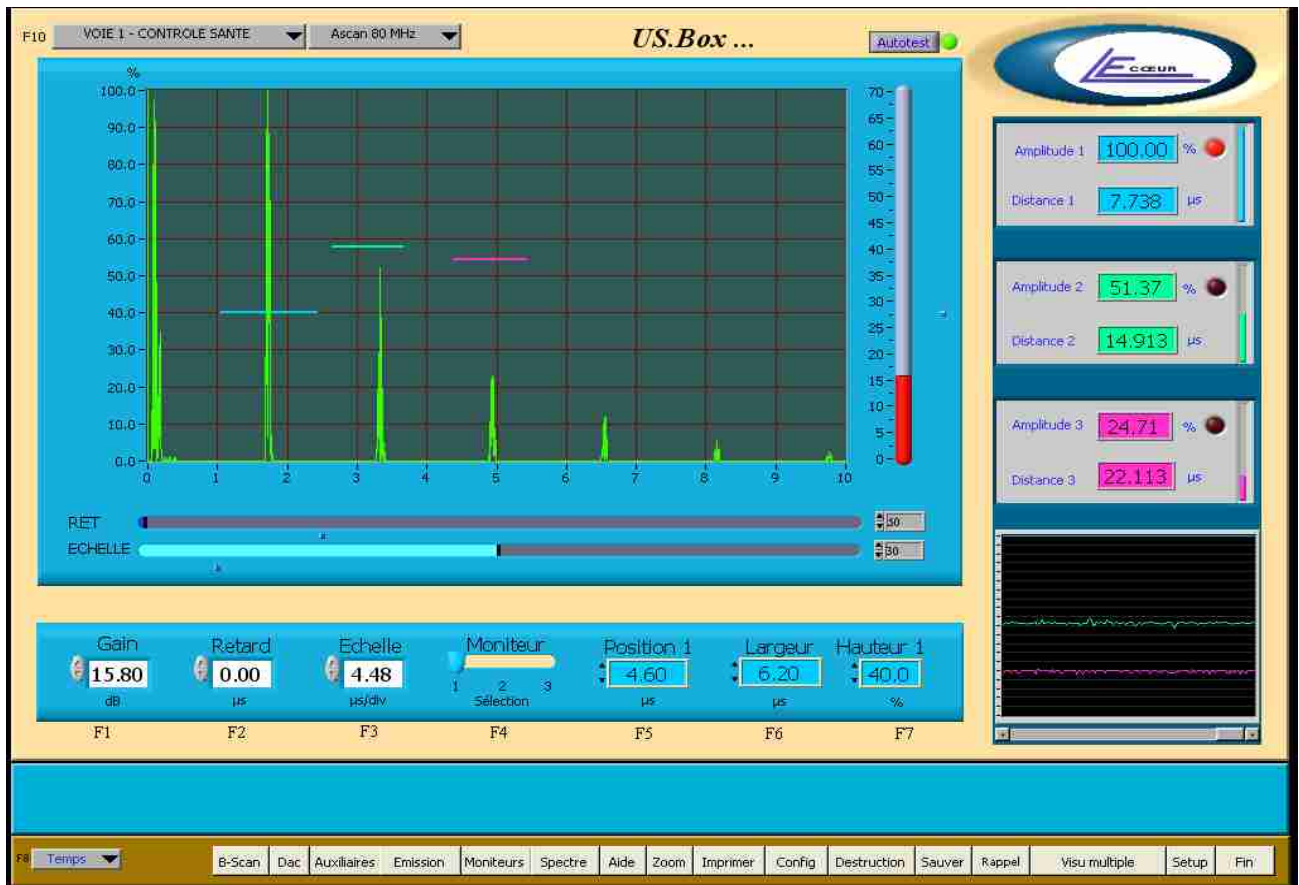 F10 VOIE 1 - CONTROLE SANTE Ascan 80 MHz US.Box ... Autotest
LECŒUR
%
100.0
90.0
80.0
70.0
60.0
50.0
40.0
30.0
20.0
10.0
0.0
0 1 2 3 4 5 6 7 8 9 10
70
65
60
55
50
45
40
35
30
25
20
15
10
5
0
RET 50
ECHELLE 30
Amplitude 1 100.00 %
Distance 1 7.738 µs
Amplitude 2 51.37 %
Distance 2 14.913 µs
Amplitude 3 24.71 %
Distance 3 22.113 µs
Gain Retard Echelle Moniteur Position 1 Largeur Hauteur 1
15.80 0.00 4.48 4.60 6.20 40.0
1 2 3
dB µs µs/div Sélection µs µs %
F1 F2 F3 F4 F5 F6 F7
F8 Temps B-Scan Dac Auxiliaires Emission Moniteurs Spectre Aide Zoom Imprimer Config Destruction Sauver Rappel Visu multiple Setup Fin